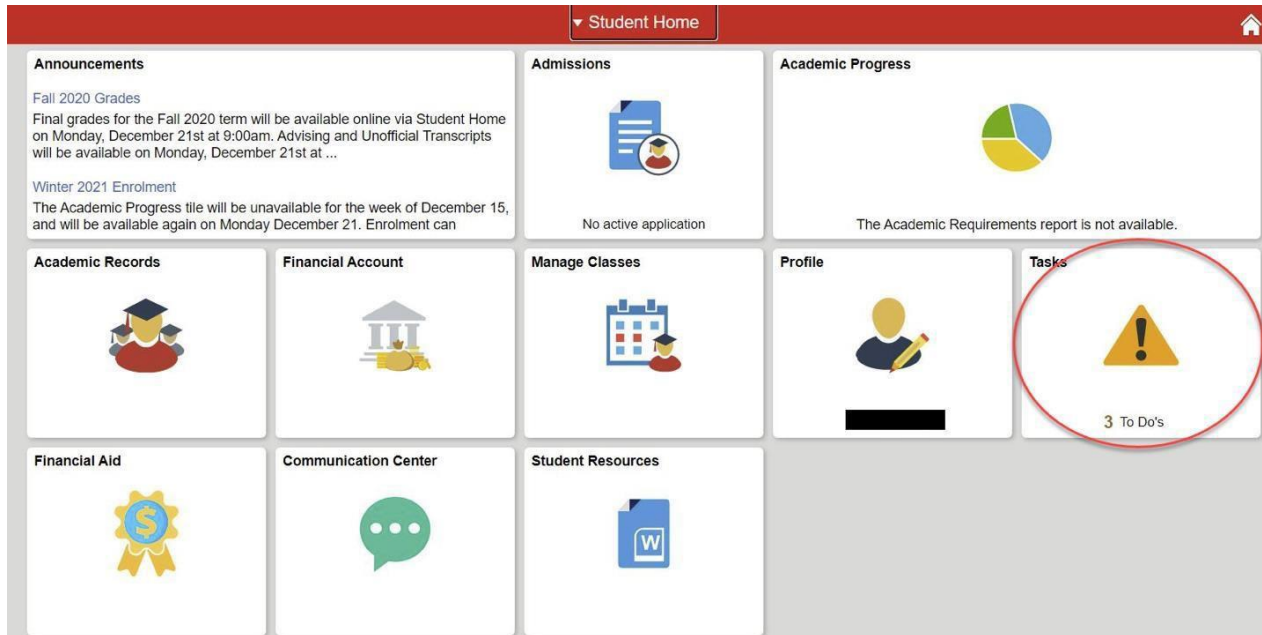 Student Home
Announcements
Fall 2020 Grades
Final grades for the Fall 2020 term will be available online via Student Home
on Monday, December 21st at 9:00am. Advising and Unofficial Transcripts
will be available on Monday, December 21st at ...
Winter 2021 Enrolment
The Academic Progress tile will be unavailable for the week of December 15,
and will be available again on Monday December 21. Enrolment can
Admissions
No active application
Academic Progress
The Academic Requirements report is not available.
Academic Records
Financial Account
Manage Classes
Profile
Tasks
3 To Do's
Financial Aid
$
Communication Center
Student Resources
W